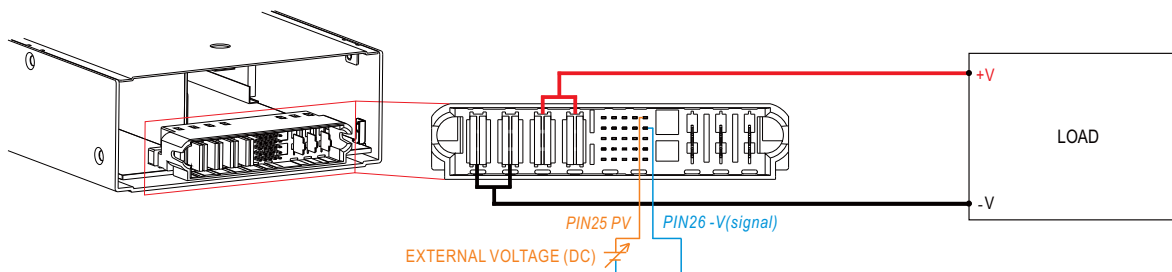 +V
LOAD
-V
PIN25 PV
PIN26 -V(signal)
EXTERNAL VOLTAGE (DC)